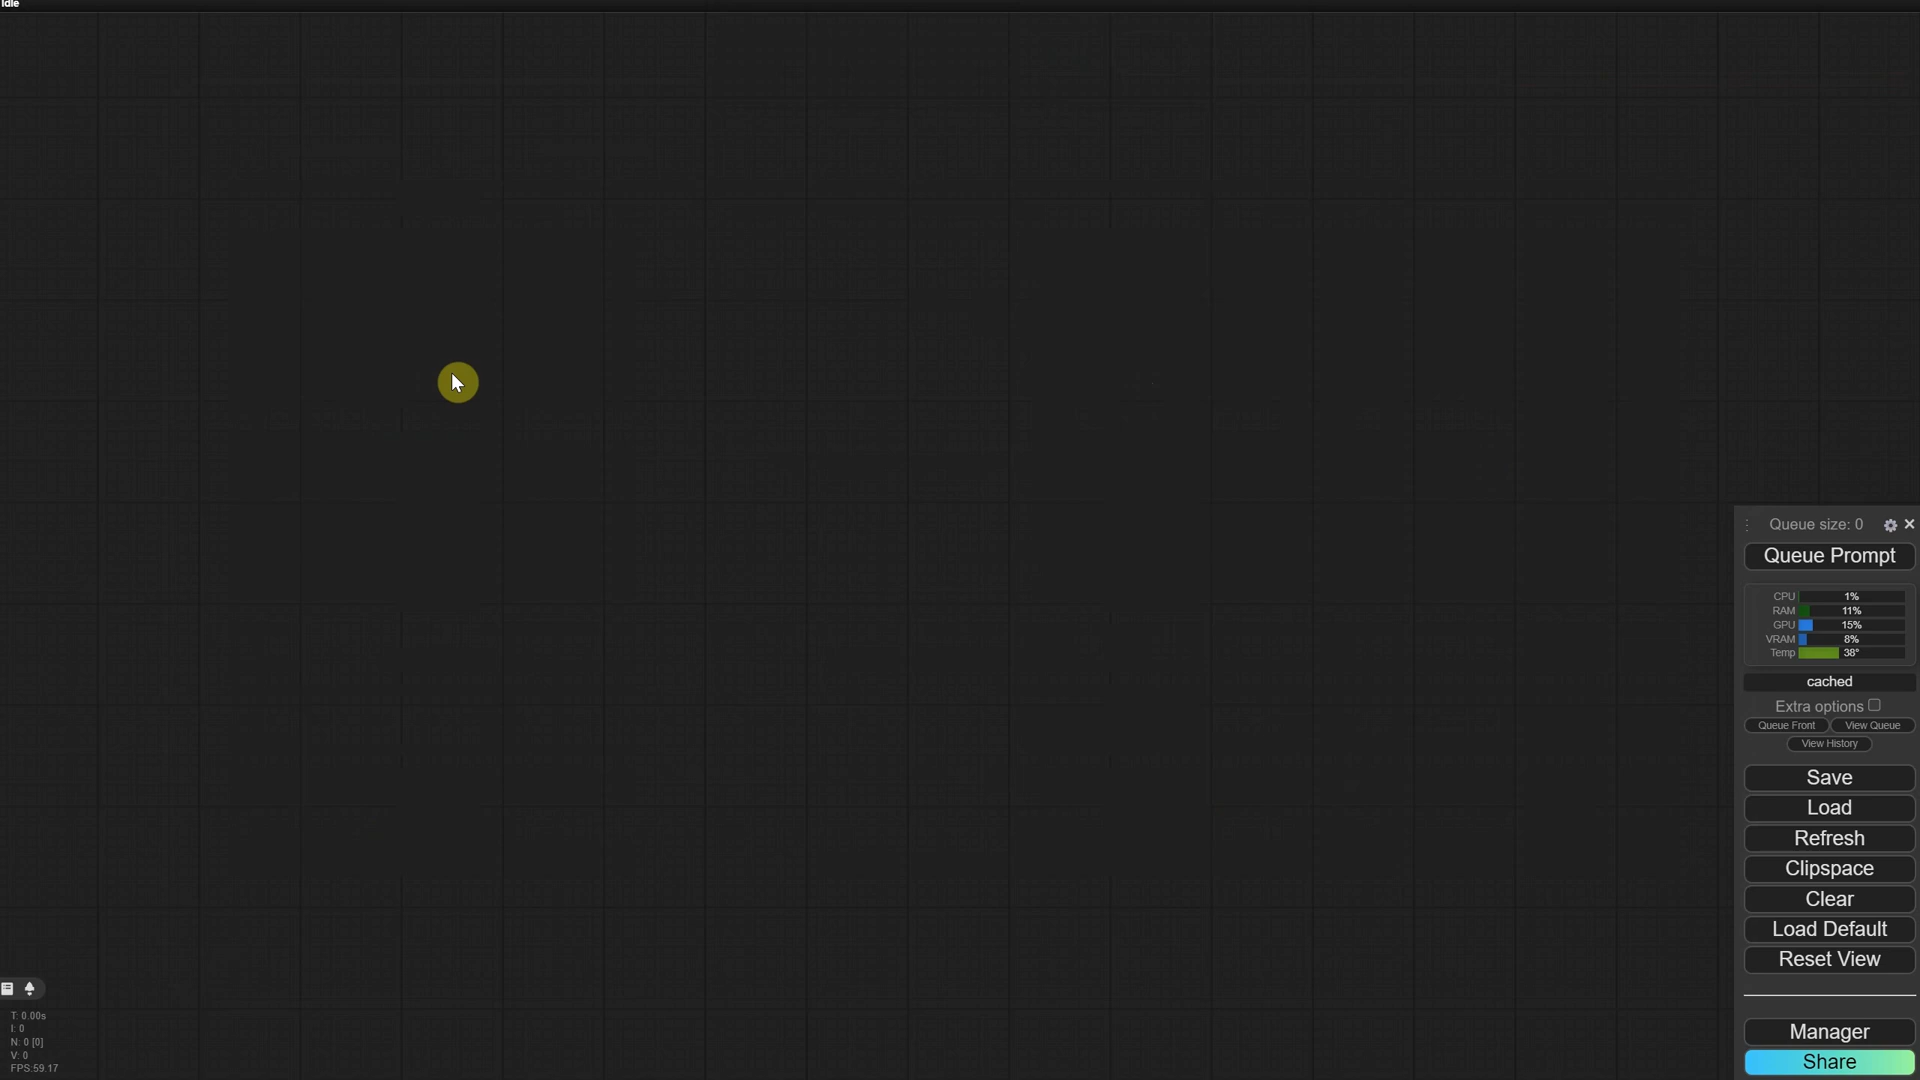 Idle
Queue size: 0
Queue Prompt
CPU 1%
RAM 11%
GPU 15%
VRAM 8%
Temp 38°
cached
Extra options
Queue Front View Queue
View History
Save
Load
Refresh
Clipspace
Clear
Load Default
Reset View
Manager
Share
T: 0.00s
I: 0
N: 0 [0]
V: 0
FPS:59.17